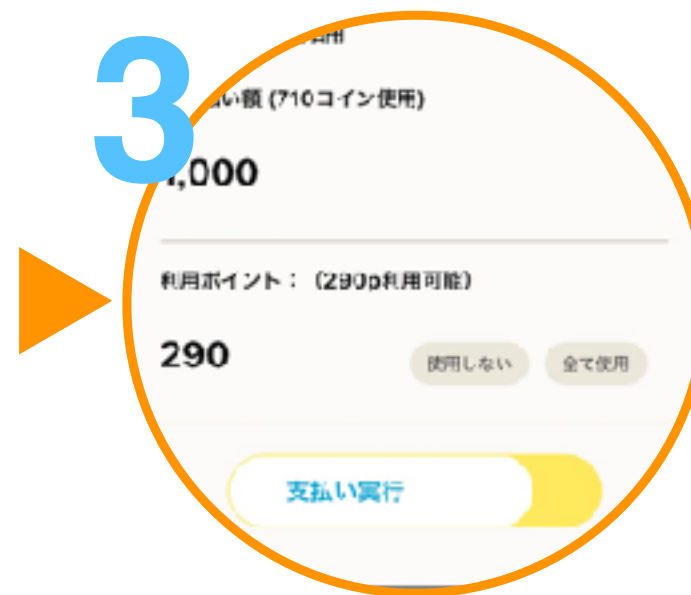 3
払い額 (710コイン使用)
1,000
利用ポイント：（290p利用可能）
290
使用しない 全て使用
支払い実行